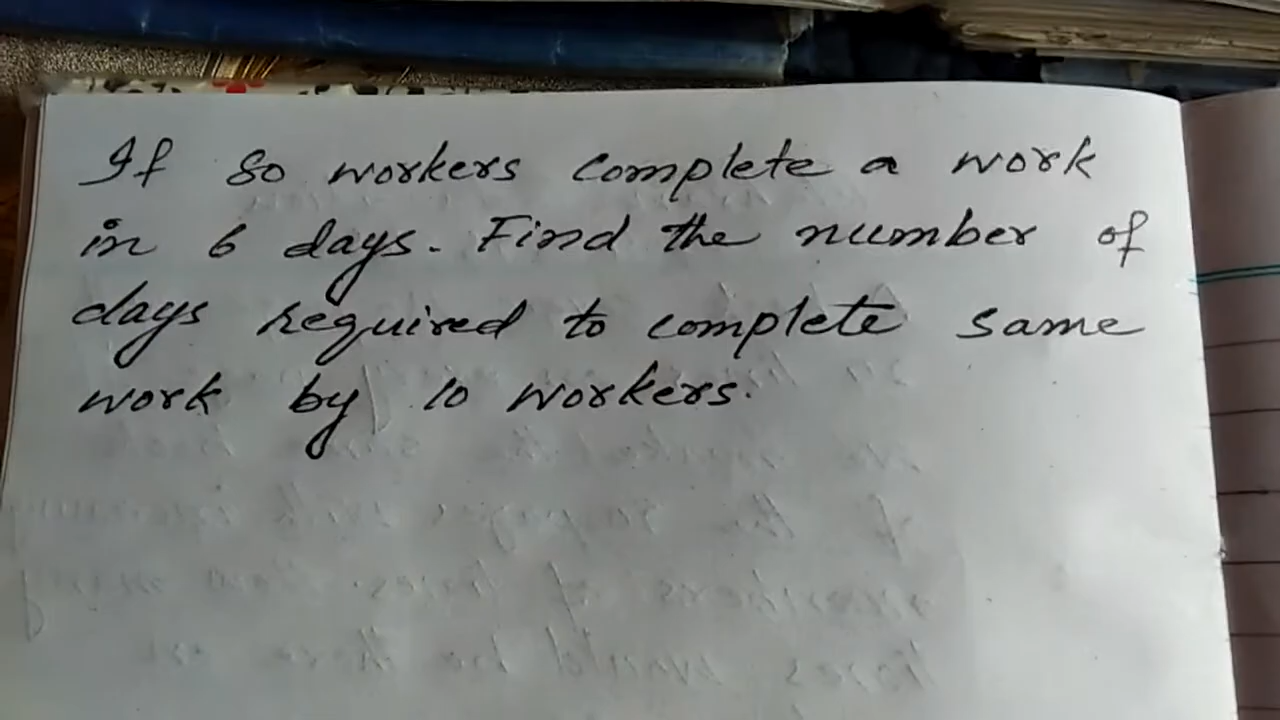 If 80 workers complete a work
in 6 days. Find the number of
days required to complete same
work by 10 workers.